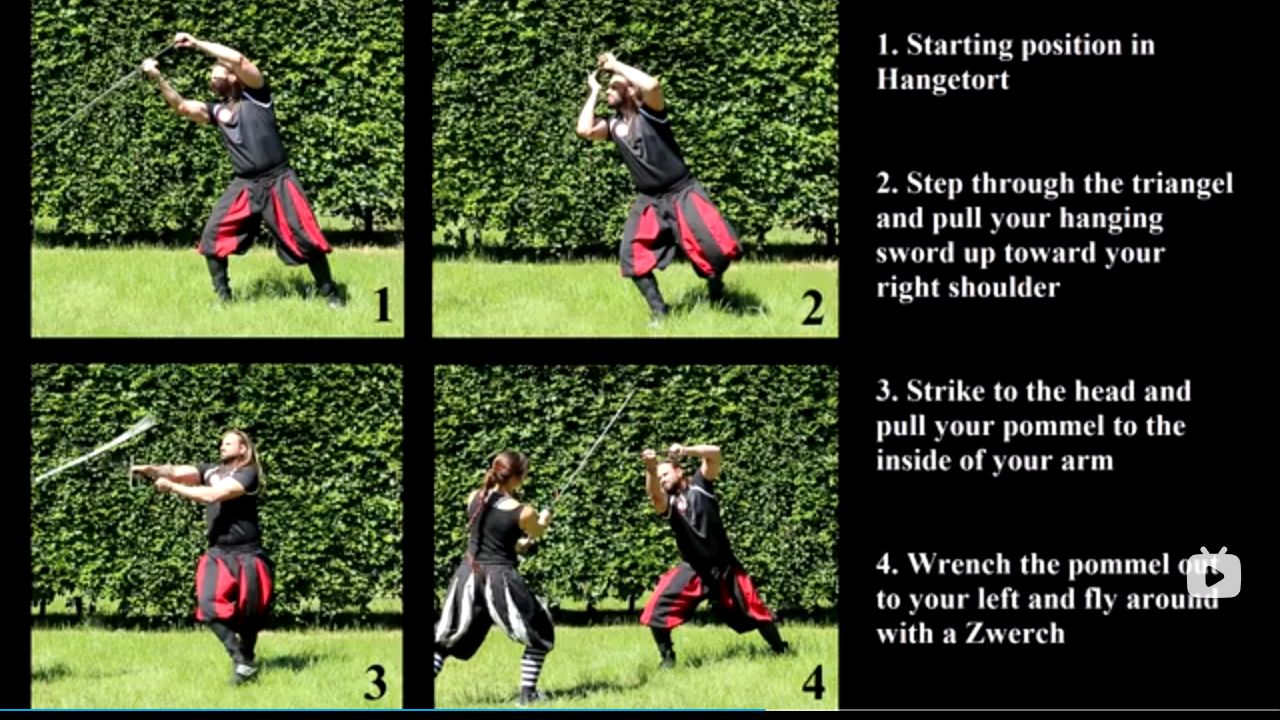 1. Starting position in
Hangetort
2. Step through the triangel
and pull your hanging
sword up toward your
right shoulder
3. Strike to the head and
pull your pommel to the
inside of your arm
4. Wrench the pommel out
to your left and fly around
with a Zwerch
1
2
3
4